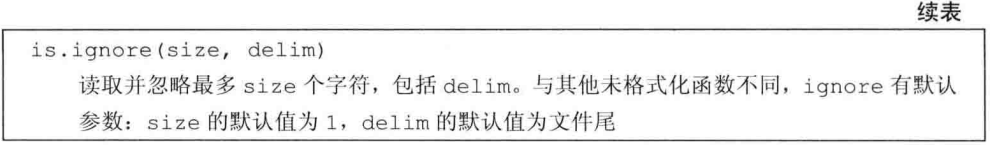 续表
is.ignore(size, delim)
读取并忽略最多 size 个字符，包括 delim。与其他未格式化函数不同，ignore 有默认
参数：size 的默认值为 1，delim 的默认值为文件尾